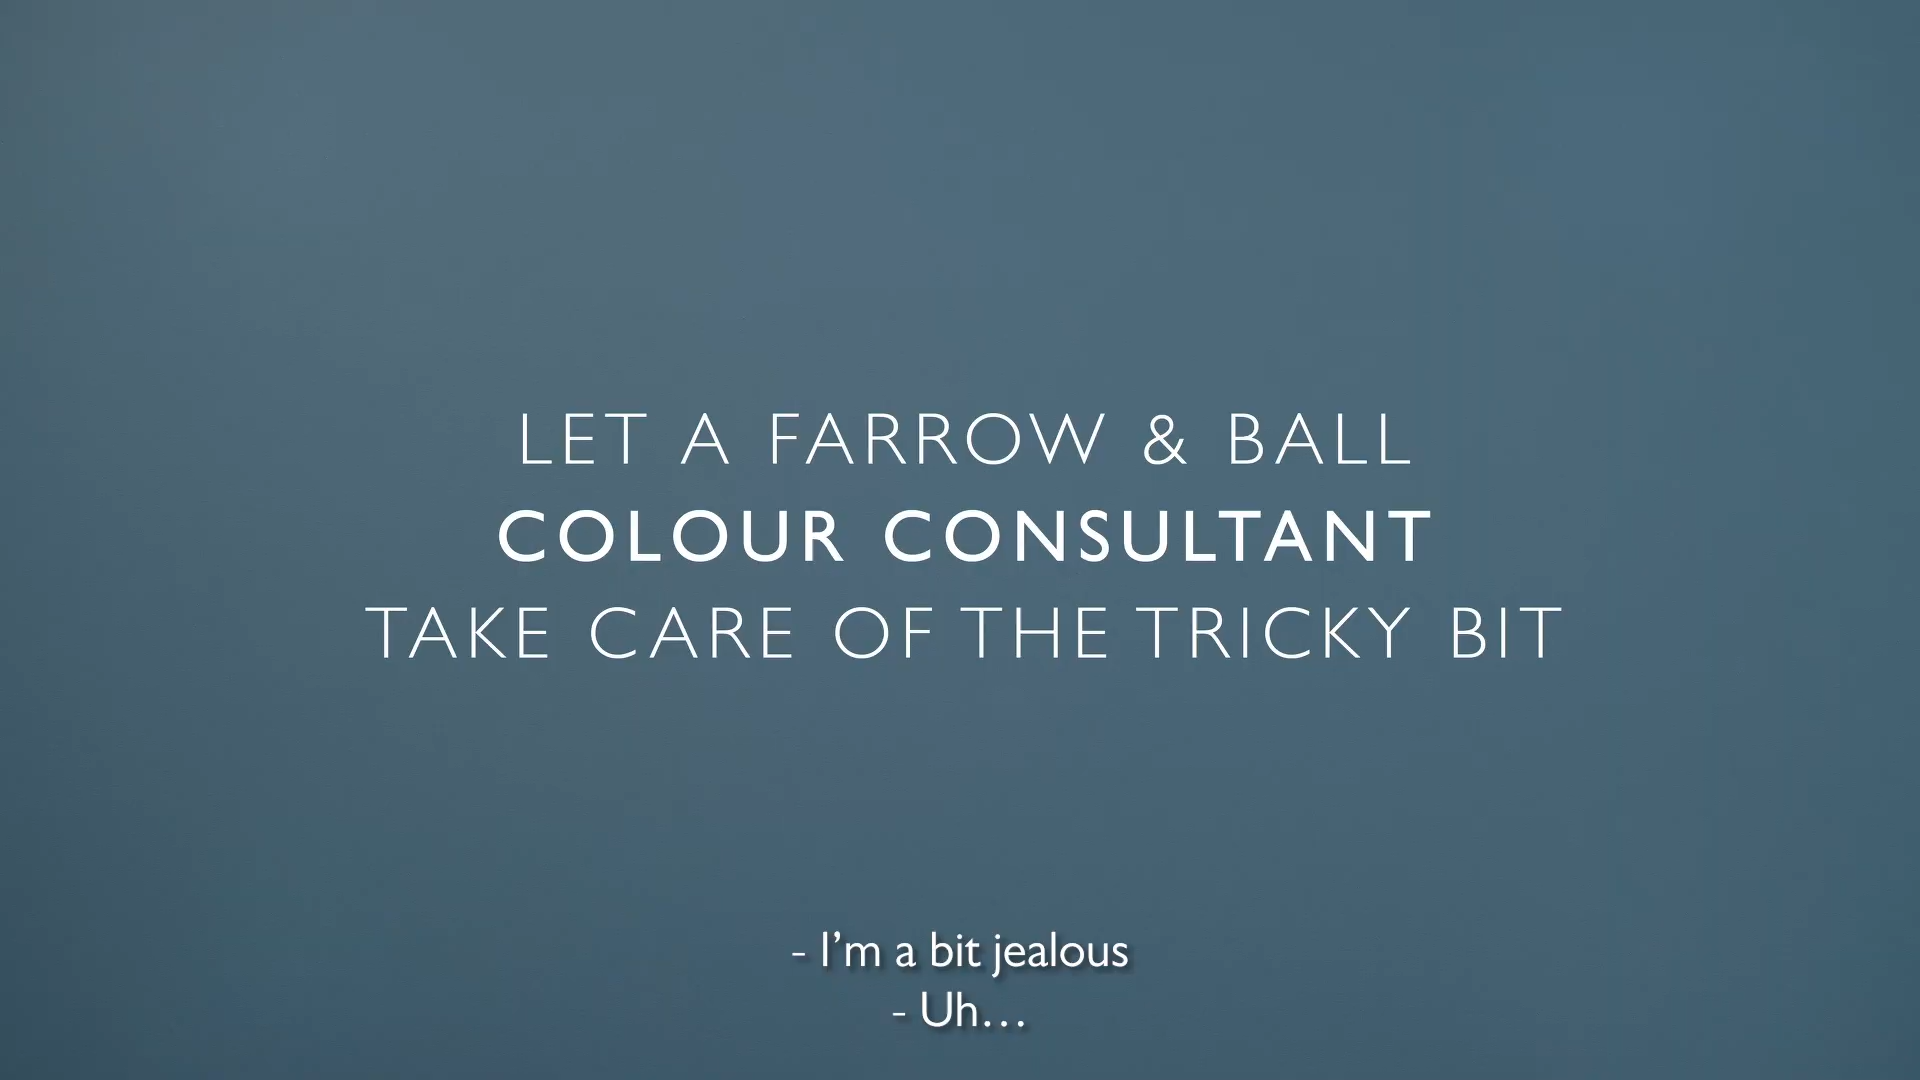 LET A FARROW & BALL
COLOUR CONSULTANT
TAKE CARE OF THE TRICKY BIT
- I’m a bit jealous
- Uh…